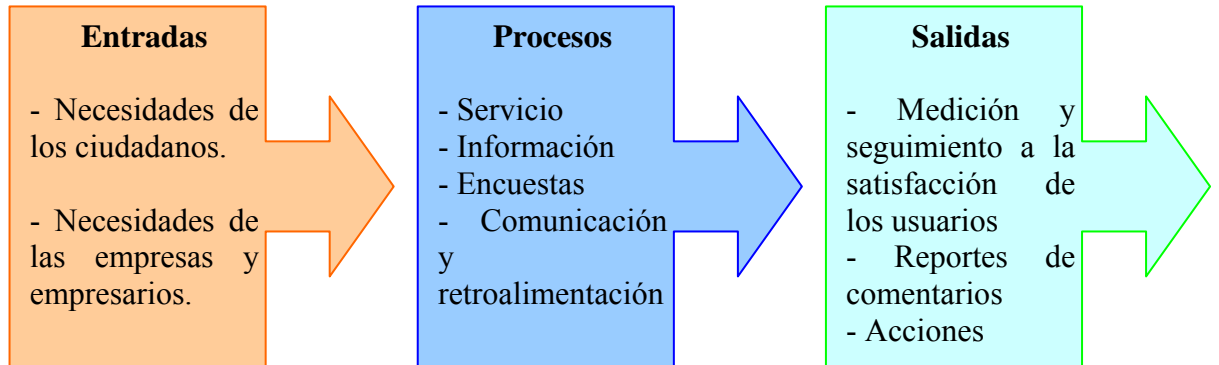 Entradas
- Necesidades de
los ciudadanos.
- Necesidades de
las empresas y
empresarios.
Procesos
- Servicio
- Información
- Encuestas
- Comunicación
y
retroalimentación
Salidas
- Medición y
seguimiento a la
satisfacción de
los usuarios
- Reportes de
comentarios
- Acciones